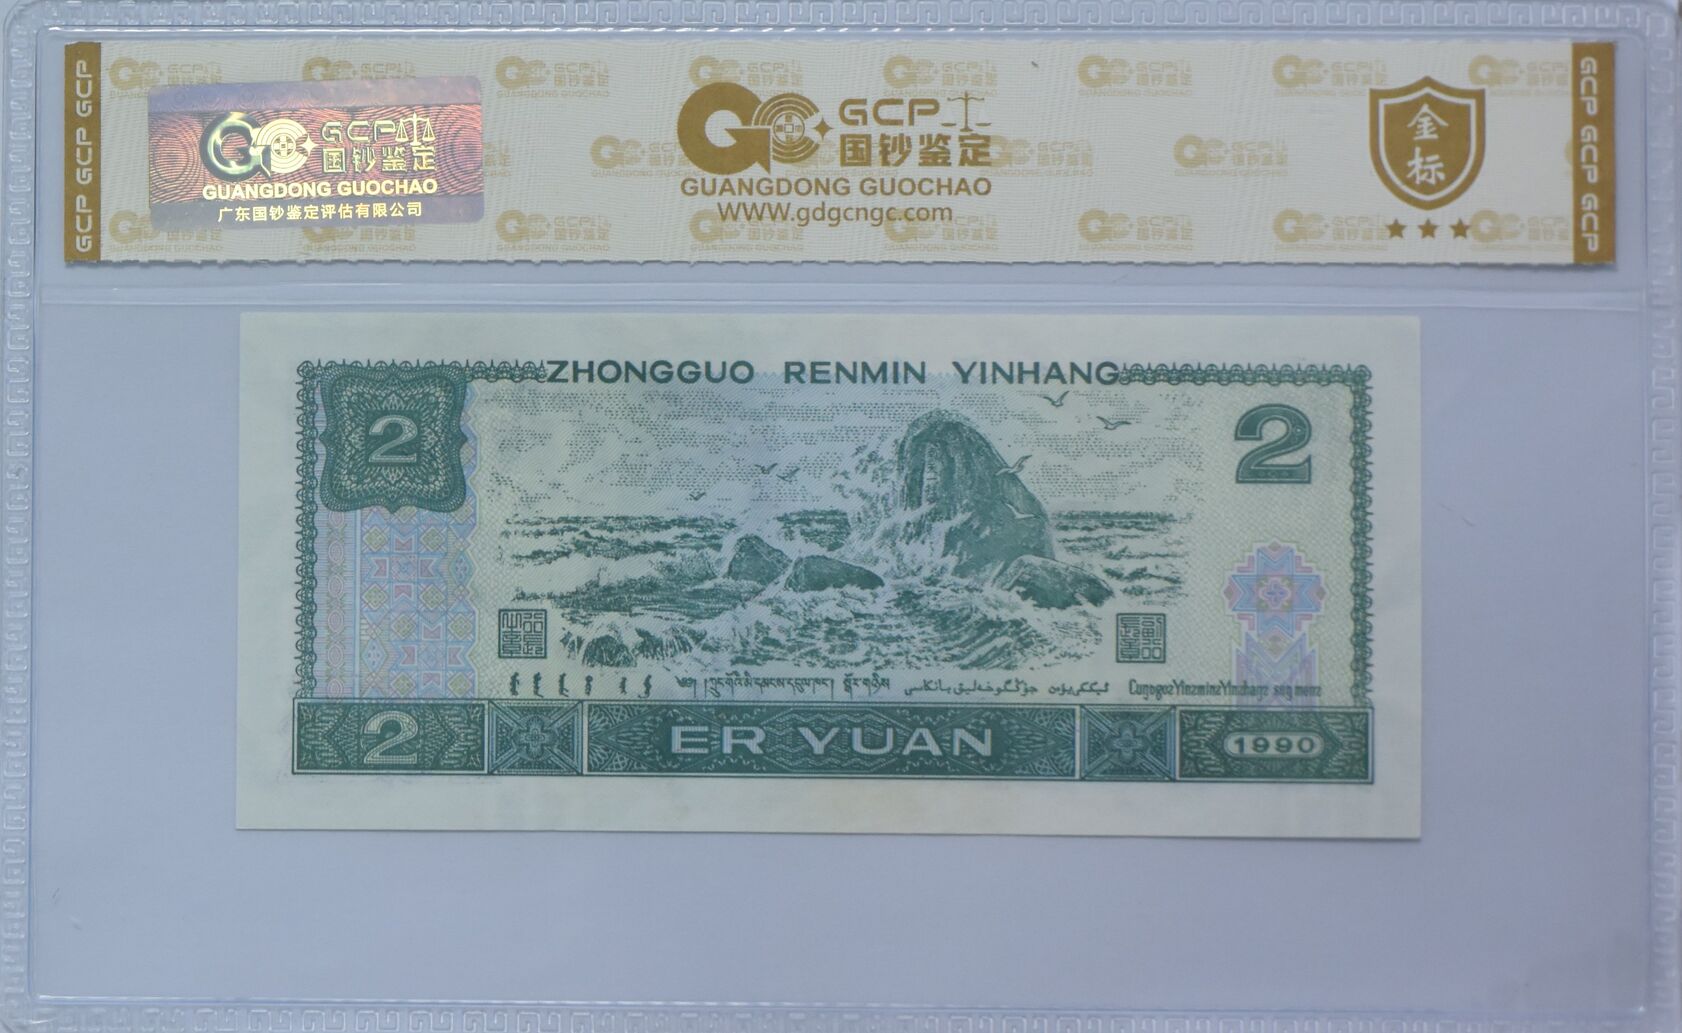 GCP GCP GCP
GCP
国钞鉴定
GUANGDONG GUOCHAO
广东国钞鉴定评估有限公司
GCP
国钞鉴定
GUANGDONG GUOCHAO
WWW.gdgcngc.com
金标
GCP GCP GCP GCP
ZHONGGUO RENMIN YINHANG
2
2
2
ER YUAN
1990